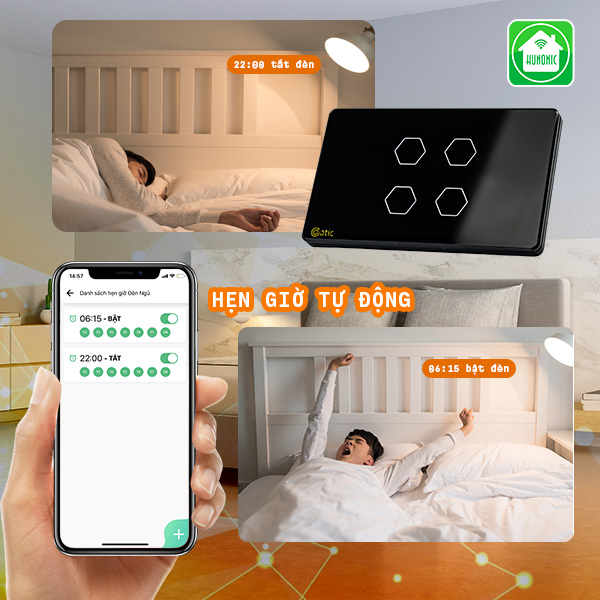 22:00 tắt đèn
HUNONIC
Datic
HẸN GIỜ TỰ ĐỘNG
14:57
Danh sách hẹn giờ Đèn Ngủ
06:15 - BẬT
22:00 - TẮT
+
06:15 bật đèn